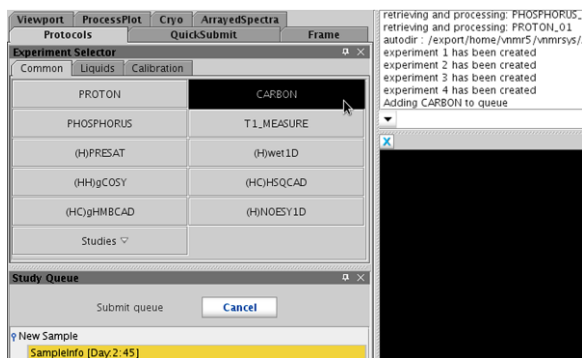 Viewport ProcessPlot Cryo ArrayedSpectra
Protocols QuickSubmit Frame
Experiment Selector
Common Liquids Calibration
PROTON CARBON
PHOSPHORUS T1_MEASURE
(H)PRESAT (H)wet1D
(HH)gCOSY (HC)HSQCAD
(HC)gHMBCAD (H)NOESY1D
Studies
Study Queue
Submit queue Cancel
New Sample
SampleInfo [Day:2:45]
retrieving and processing: PHOSPHORUS_
retrieving and processing: PROTON_01
autodir : /export/home/vnmr5/vnmrsys/
experiment 1 has been created
experiment 2 has been created
experiment 3 has been created
experiment 4 has been created
Adding CARBON to queue